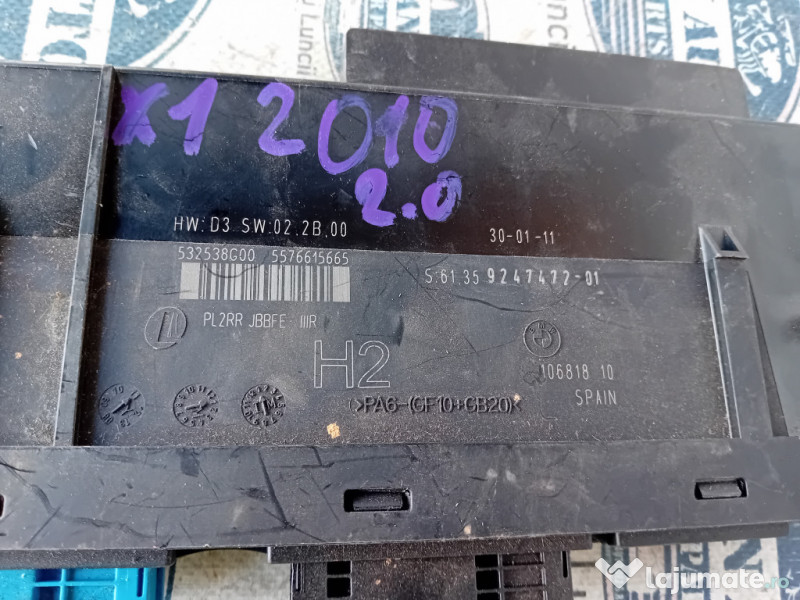 x1 2010
2.0
HW: D3 SW:02.2B.00
30-01-11
532538G00 5576615665
S:61.35 9247472-01
PL2RR JBBFE IIIR
H2
106818 10
SPAIN
>PA6-(GF10+GB20)<
Lajumate.ro